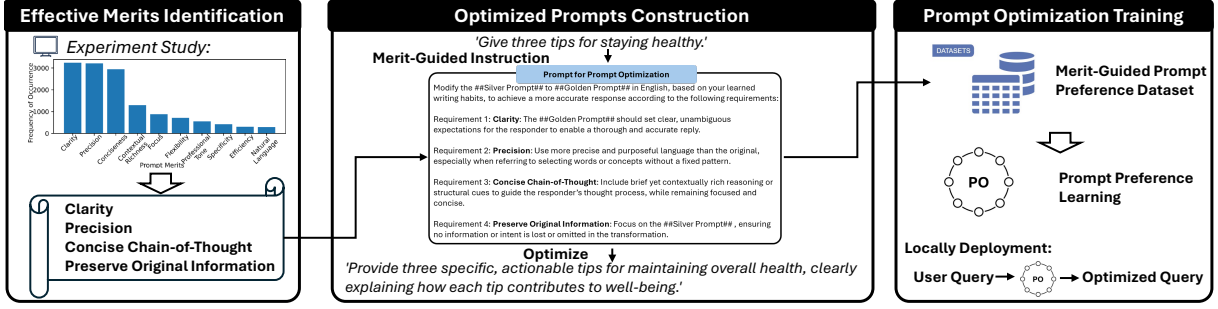 Effective Merits Identification
Experiment Study:
Frequency of Occurrence
3000
2000
1000
0
Clarity
Precision
Conciseness
Contextual
Richness
Focus
Flexibility
Professional
Tone
Specificity
Efficiency
Natural
Language
Prompt Merits
Clarity
Precision
Concise Chain-of-Thought
Preserve Original Information
Optimized Prompts Construction
'Give three tips for staying healthy.'
Merit-Guided Instruction
Prompt for Prompt Optimization
Modify the ##Silver Prompt## to ##Golden Prompt## in English, based on your learned
writing habits, to achieve a more accurate response according to the following requirements:
Requirement 1: Clarity: The ##Golden Prompt## should set clear, unambiguous
expectations for the responder to enable a thorough and accurate reply.
Requirement 2: Precision: Use more precise and purposeful language than the original,
especially when referring to selecting words or concepts without a fixed pattern.
Requirement 3: Concise Chain-of-Thought: Include brief yet contextually rich reasoning or
structural cues to guide the responder's thought process, while remaining focused and
concise.
Requirement 4: Preserve Original Information: Focus on the ##Silver Prompt## , ensuring
no information or intent is lost or omitted in the transformation.
Optimize
'Provide three specific, actionable tips for maintaining overall health, clearly
explaining how each tip contributes to well-being.'
Prompt Optimization Training
DATASETS
Merit-Guided Prompt
Preference Dataset
PO
Prompt Preference
Learning
Locally Deployment:
User Query
PO
Optimized Query